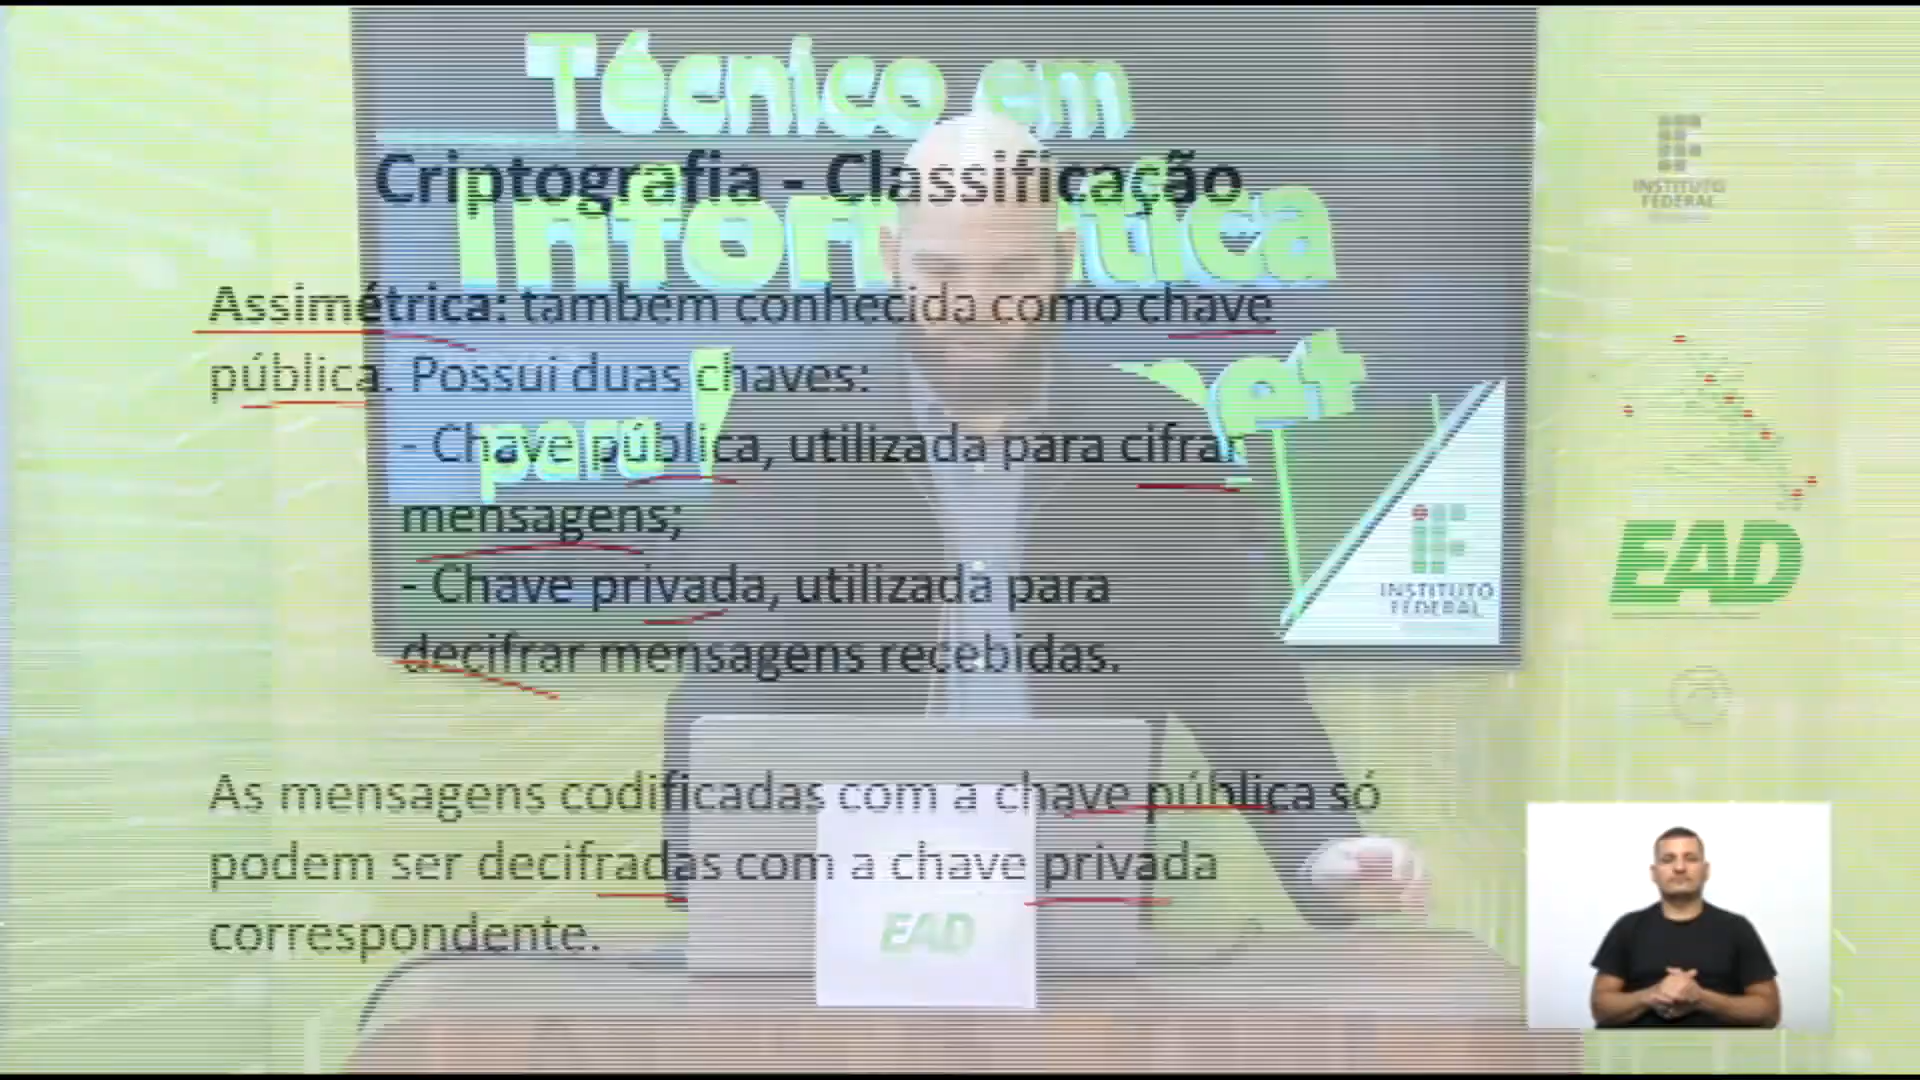 Técnico em
Criptografia - Classificação
Assimétrica: também conhecida como chave
pública. Possui duas chaves:
- Chave pública, utilizada para cifrar
mensagens;
- Chave privada, utilizada para
decifrar mensagens recebidas.
As mensagens codificadas com a chave pública só
podem ser decifradas com a chave privada
correspondente.
para
INSTITUTO
FEDERAL
EAD
INSTITUTO
FEDERAL
EAD